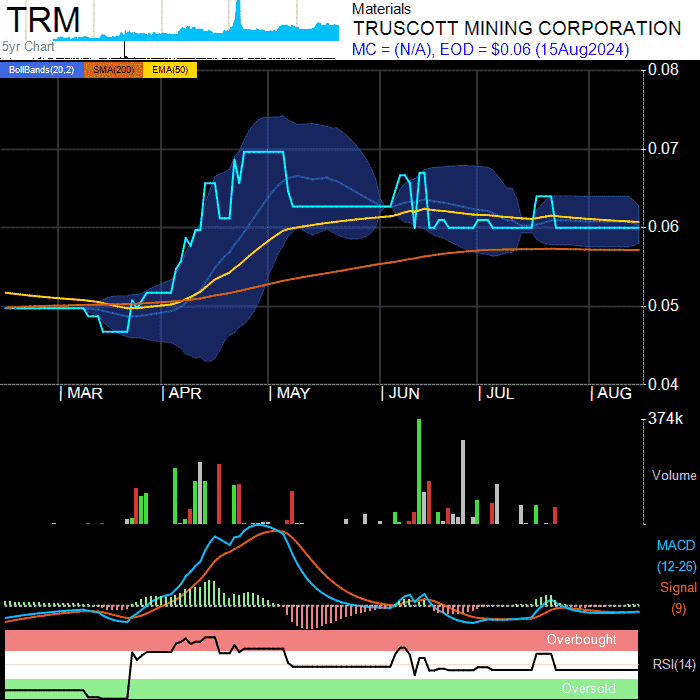 TRM
5yr Chart
Materials
TRUSCOTT MINING CORPORATION
MC = (N/A), EOD = $0.06 (15Aug2024)
BollBands(20,2) SMA(200) EMA(50)
0.08
0.07
0.06
0.05
0.04
MAR APR MAY JUN JUL AUG
374k
Volume
MACD
(12-26)
Signal
(9)
Overbought
RSI(14)
Oversold